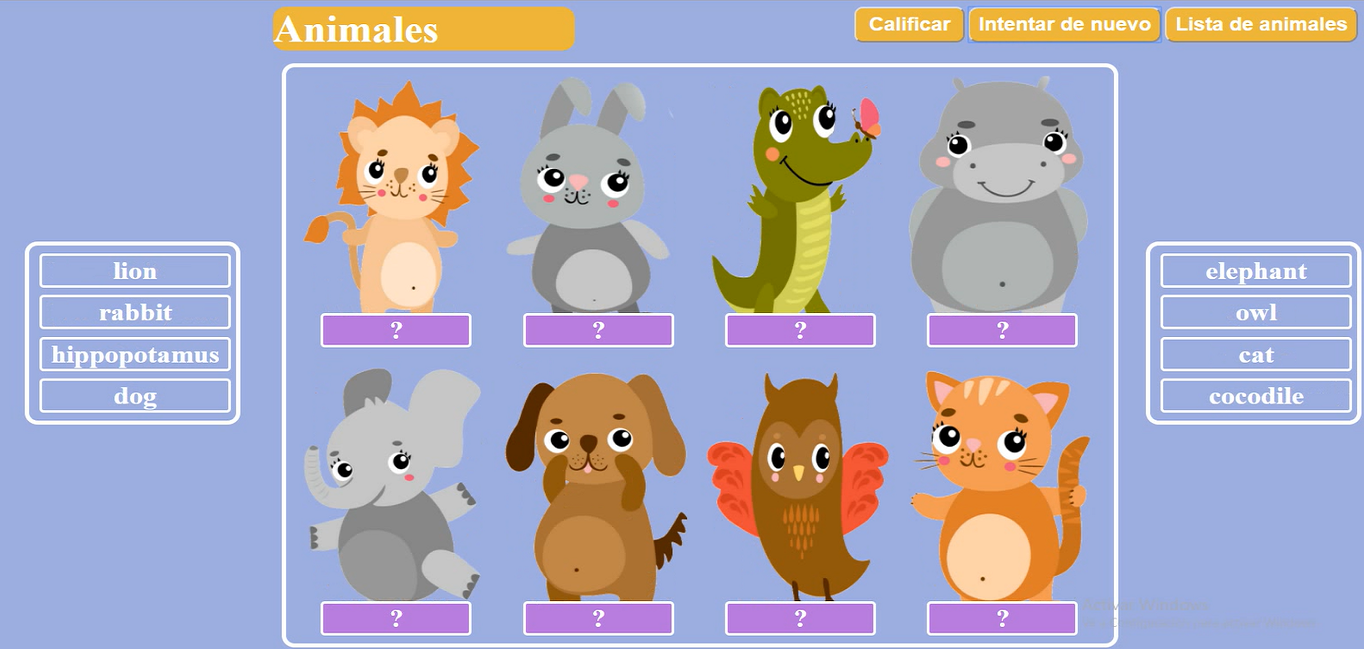 Animales
Calificar
Intentar de nuevo
Lista de animales
lion
rabbit
hippopotamus
dog
?
?
?
?
?
?
?
?
elephant
owl
cat
cocodile